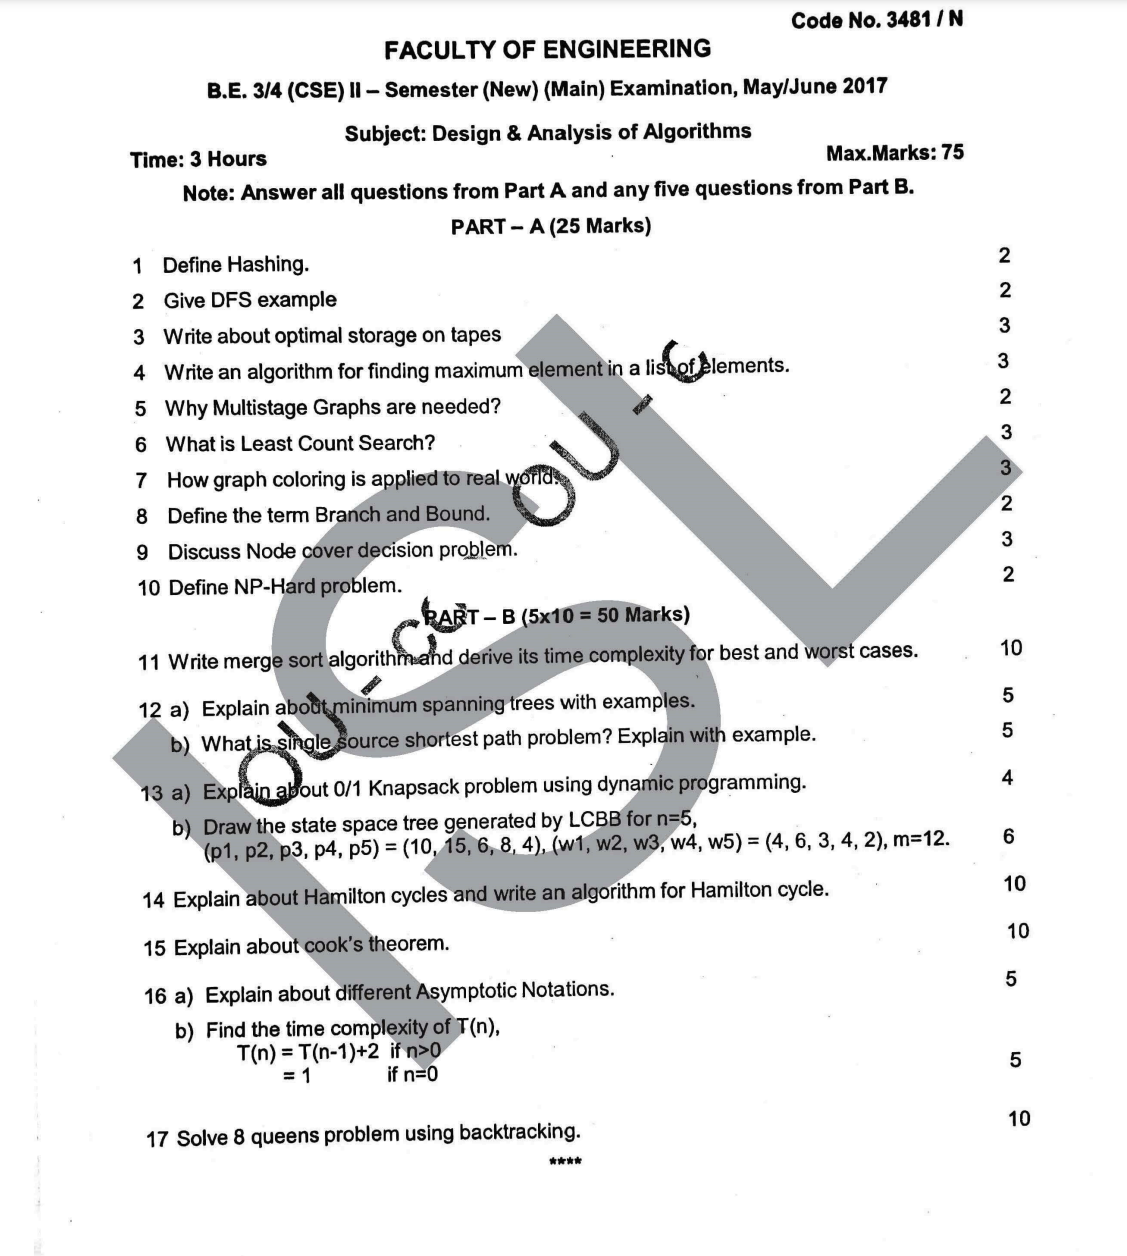 Code No. 3481 / N
FACULTY OF ENGINEERING
B.E. 3/4 (CSE) II – Semester (New) (Main) Examination, May/June 2017
Subject: Design & Analysis of Algorithms
Time: 3 Hours Max.Marks: 75
Note: Answer all questions from Part A and any five questions from Part B.
PART – A (25 Marks)
1 Define Hashing. 2
2 Give DFS example 2
3 Write about optimal storage on tapes 3
4 Write an algorithm for finding maximum element in a list of elements. 3
5 Why Multistage Graphs are needed? 2
6 What is Least Count Search? 3
7 How graph coloring is applied to real world. 3
8 Define the term Branch and Bound. 2
9 Discuss Node cover decision problem. 3
10 Define NP-Hard problem. 2
PART – B (5x10 = 50 Marks)
11 Write merge sort algorithm and derive its time complexity for best and worst cases. 10
12 a) Explain about minimum spanning trees with examples. 5
b) What is single source shortest path problem? Explain with example. 5
13 a) Explain about 0/1 Knapsack problem using dynamic programming. 4
b) Draw the state space tree generated by LCBB for n=5,
(p1, p2, p3, p4, p5) = (10, 15, 6, 8, 4), (w1, w2, w3, w4, w5) = (4, 6, 3, 4, 2), m=12. 6
14 Explain about Hamilton cycles and write an algorithm for Hamilton cycle. 10
15 Explain about cook's theorem. 10
16 a) Explain about different Asymptotic Notations. 5
b) Find the time complexity of T(n),
T(n) = T(n-1)+2 if n>0
= 1 if n=0 5
17 Solve 8 queens problem using backtracking. 10
****
ISL
OU - C
OU - CO